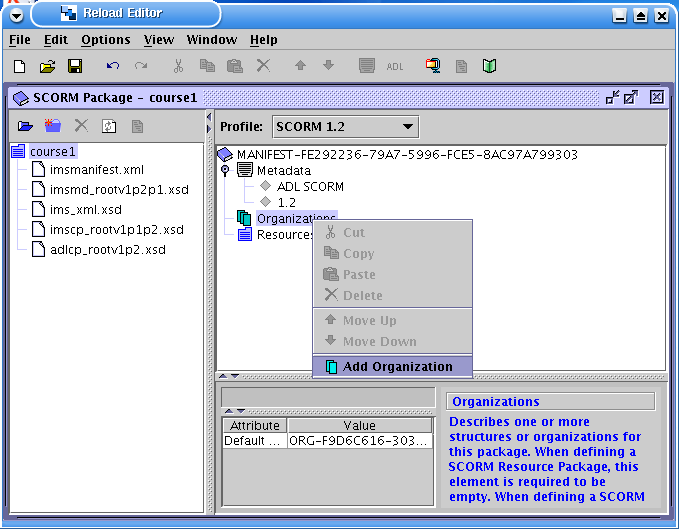 Reload Editor
File Edit Options View Window Help
ADL
SCORM Package - course1
Profile: SCORM 1.2
course1
imsmanifest.xml
imsmd_rootv1p2p1.xsd
ims_xml.xsd
imscp_rootv1p1p2.xsd
adlcp_rootv1p2.xsd
MANIFEST-FE292236-79A7-5996-FCE5-8AC97A799303
Metadata
ADL SCORM
1.2
Organizations
Resources
Cut
Copy
Paste
Delete
Move Up
Move Down
Add Organization
Attribute Value
Default ... ORG-F9D6C616-303...
Organizations
Describes one or more
structures or organizations for
this package. When defining a
SCORM Resource Package, this
element is required to be
empty. When defining a SCORM